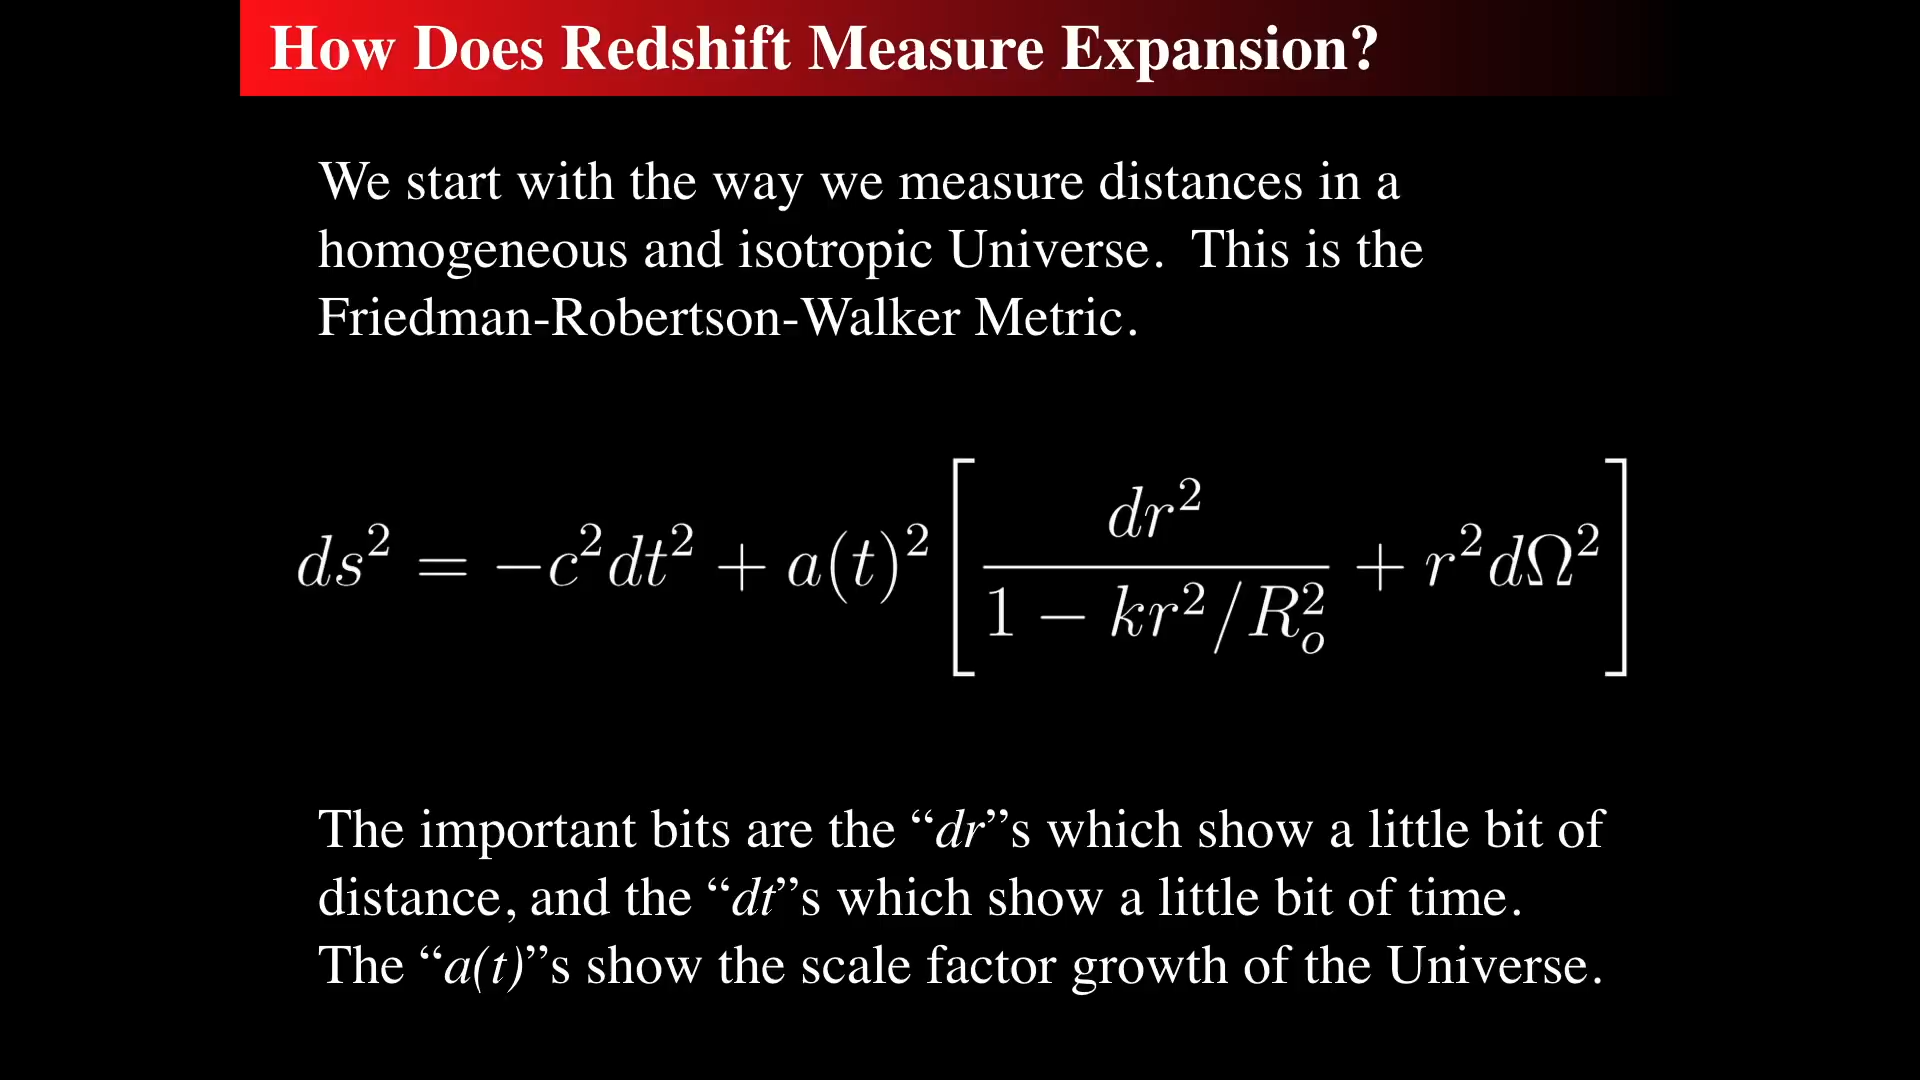 How Does Redshift Measure Expansion?
We start with the way we measure distances in a
homogeneous and isotropic Universe.  This is the
Friedman-Robertson-Walker Metric.
ds² = −c²dt² + a(t)² [ dr² / (1 − kr²/R_o²) + r²dΩ² ]
The important bits are the “dr”s which show a little bit of
distance, and the “dt”s which show a little bit of time.
The “a(t)”s show the scale factor growth of the Universe.